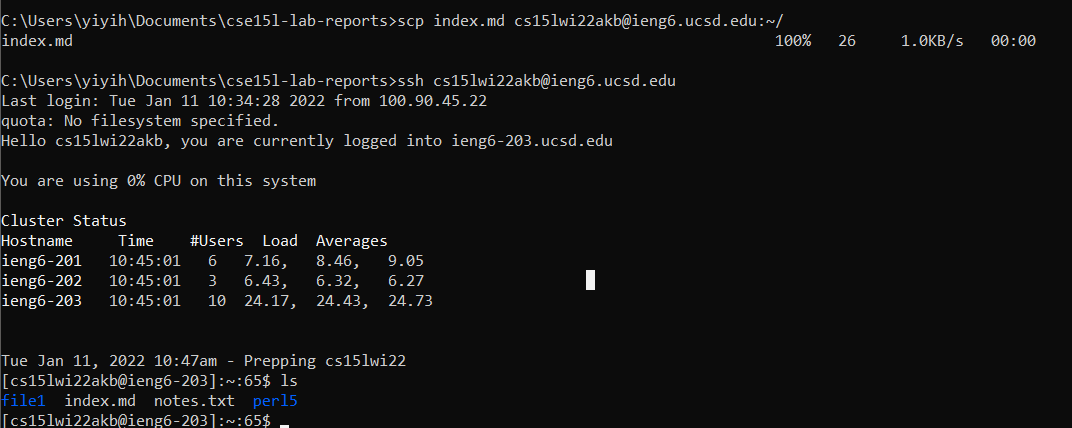 C:\Users\yiyih\Documents\cse15l-lab-reports>scp index.md cs15lwi22akb@ieng6.ucsd.edu:~/
index.md 100% 26 1.0KB/s 00:00
C:\Users\yiyih\Documents\cse15l-lab-reports>ssh cs15lwi22akb@ieng6.ucsd.edu
Last login: Tue Jan 11 10:34:28 2022 from 100.90.45.22
quota: No filesystem specified.
Hello cs15lwi22akb, you are currently logged into ieng6-203.ucsd.edu
You are using 0% CPU on this system
Cluster Status
Hostname Time #Users Load Averages
ieng6-201 10:45:01 6 7.16, 8.46, 9.05
ieng6-202 10:45:01 3 6.43, 6.32, 6.27
ieng6-203 10:45:01 10 24.17, 24.43, 24.73
Tue Jan 11, 2022 10:47am - Prepping cs15lwi22
[cs15lwi22akb@ieng6-203]:~:65$ ls
file1 index.md notes.txt perl5
[cs15lwi22akb@ieng6-203]:~:65$